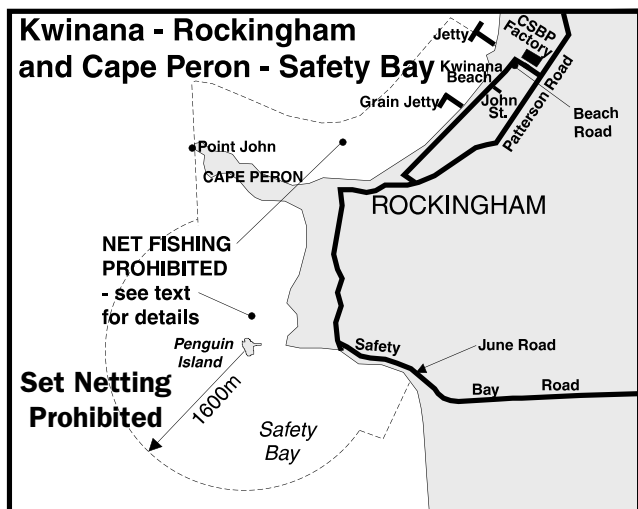 Kwinana - Rockingham
and Cape Peron - Safety Bay
Jetty
CSBP
Factory
Kwinana
Beach
Grain Jetty
John
St.
Patterson Road
Beach
Road
Point John
CAPE PERON
ROCKINGHAM
NET FISHING
PROHIBITED
- see text
for details
Penguin
Island
Safety
June Road
Set Netting
Prohibited
1600m
Bay
Road
Safety
Bay